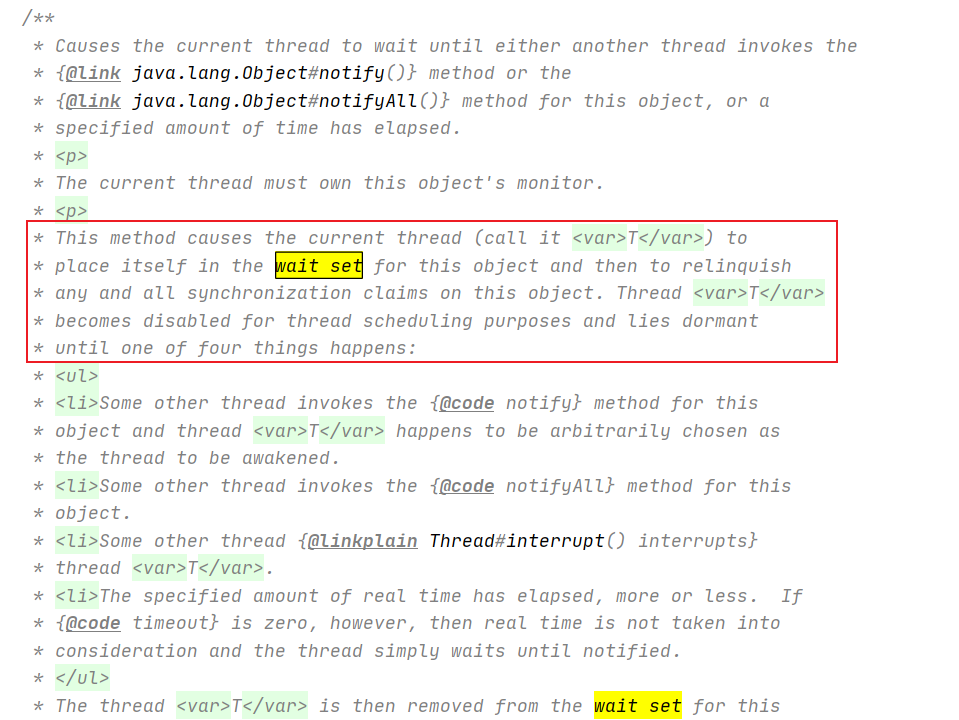 /**
* Causes the current thread to wait until either another thread invokes the
* {@link java.lang.Object#notify()} method or the
* {@link java.lang.Object#notifyAll()} method for this object, or a
* specified amount of time has elapsed.
* <p>
* The current thread must own this object's monitor.
* <p>
* This method causes the current thread (call it <var>T</var>) to
* place itself in the wait set for this object and then to relinquish
* any and all synchronization claims on this object. Thread <var>T</var>
* becomes disabled for thread scheduling purposes and lies dormant
* until one of four things happens:
* <ul>
* <li>Some other thread invokes the {@code notify} method for this
* object and thread <var>T</var> happens to be arbitrarily chosen as
* the thread to be awakened.
* <li>Some other thread invokes the {@code notifyAll} method for this
* object.
* <li>Some other thread {@linkplain Thread#interrupt() interrupts}
* thread <var>T</var>.
* <li>The specified amount of real time has elapsed, more or less.  If
* {@code timeout} is zero, however, then real time is not taken into
* consideration and the thread simply waits until notified.
* </ul>
* The thread <var>T</var> is then removed from the wait set for this